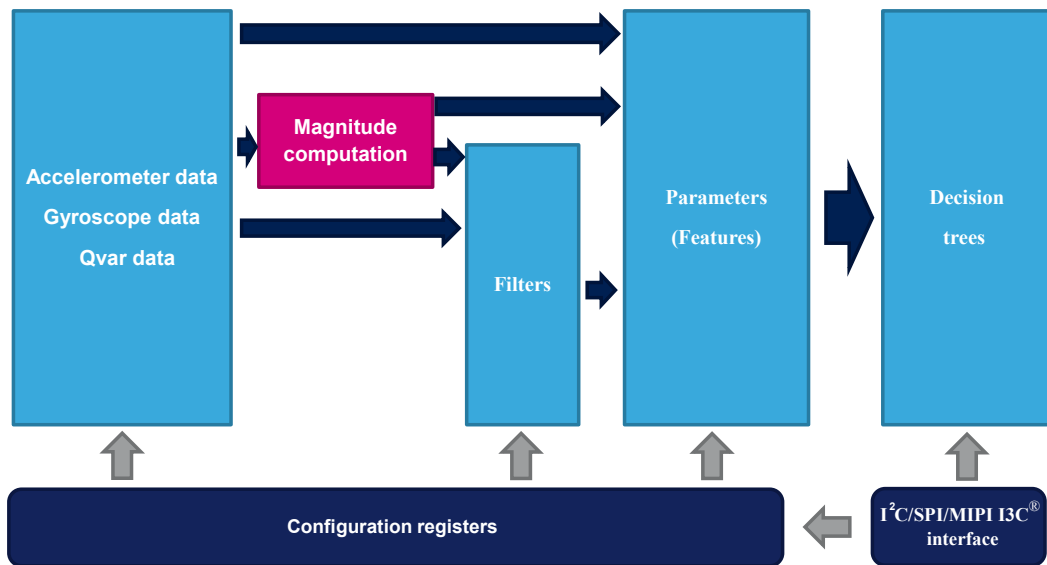 Magnitude
computation
Accelerometer data
Gyroscope data
Qvar data
Filters
Parameters
(Features)
Decision
trees
Configuration registers
I²C/SPI/MIPI I3C®
interface